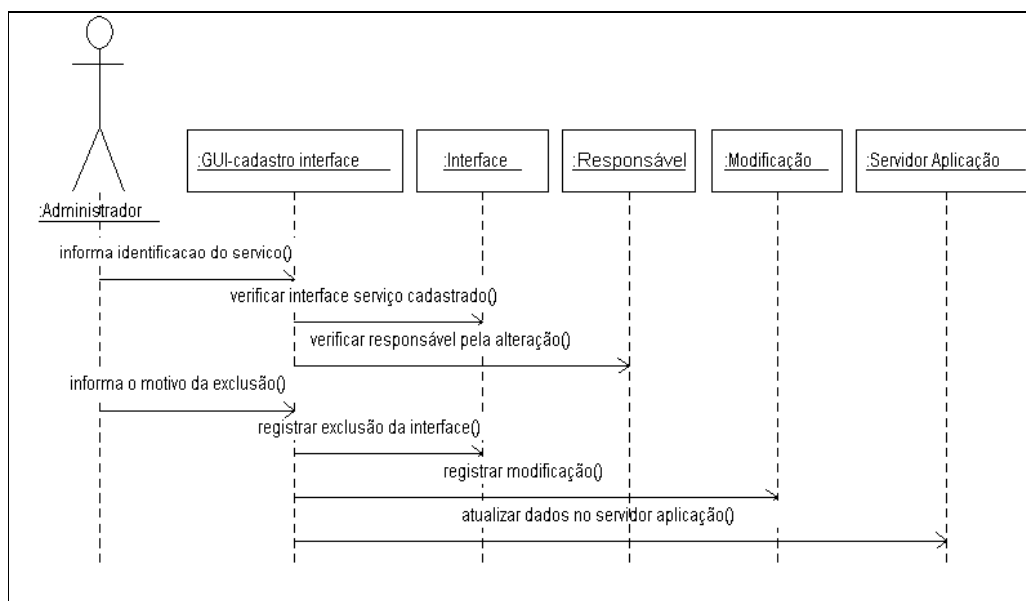 :GUI-cadastro interface
:Interface
:Responsável
:Modificação
:Servidor Aplicação
:Administrador
informa identificacao do servico()
verificar interface serviço cadastrado()
verificar responsável pela alteração()
informa o motivo da exclusão()
registrar exclusão da interface()
registrar modificação()
atualizar dados no servidor aplicação()